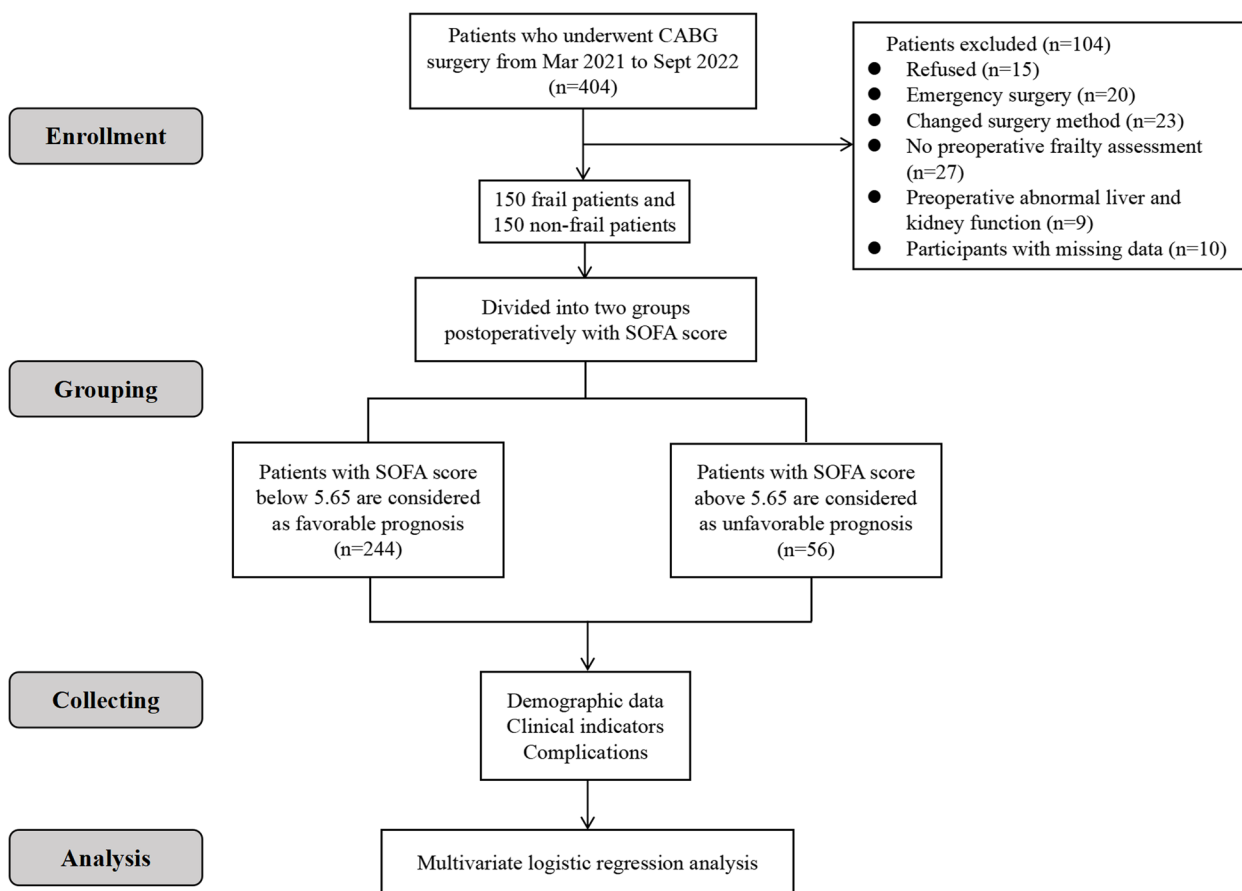 Patients who underwent CABG
surgery from Mar 2021 to Sept 2022
(n=404)
Patients excluded (n=104)
● Refused (n=15)
● Emergency surgery (n=20)
● Changed surgery method (n=23)
● No preoperative frailty assessment
(n=27)
● Preoperative abnormal liver and
kidney function (n=9)
● Participants with missing data (n=10)
Enrollment
150 frail patients and
150 non-frail patients
Divided into two groups
postoperatively with SOFA score
Grouping
Patients with SOFA score
below 5.65 are considered
as favorable prognosis
(n=244)
Patients with SOFA score
above 5.65 are considered
as unfavorable prognosis
(n=56)
Collecting
Demographic data
Clinical indicators
Complications
Analysis
Multivariate logistic regression analysis